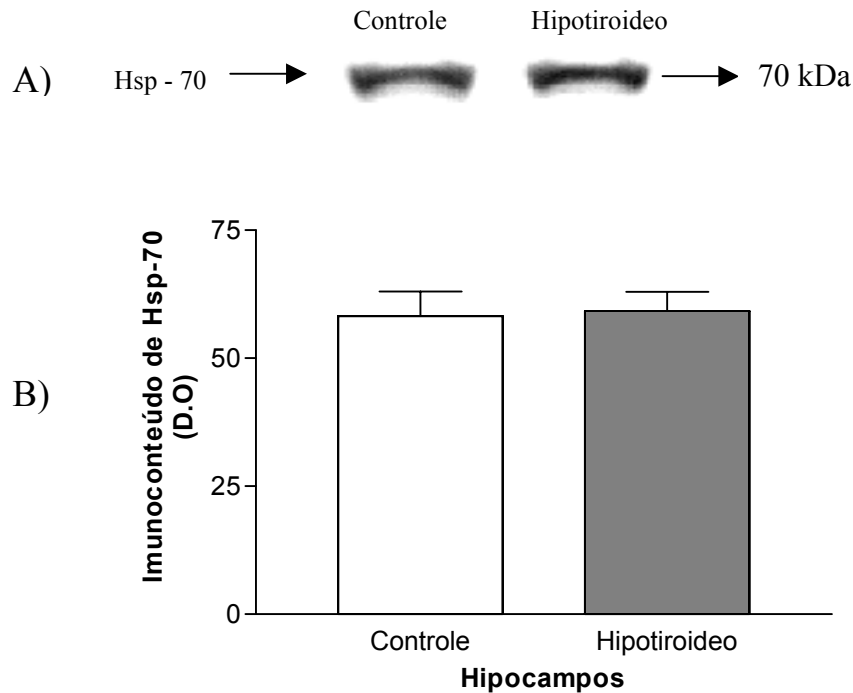 Controle Hipotiroideo
A) Hsp - 70 70 kDa
B)
Imunoconteúdo de Hsp-70
(D.O)
75
50
25
0
Controle Hipotiroideo
Hipocampos